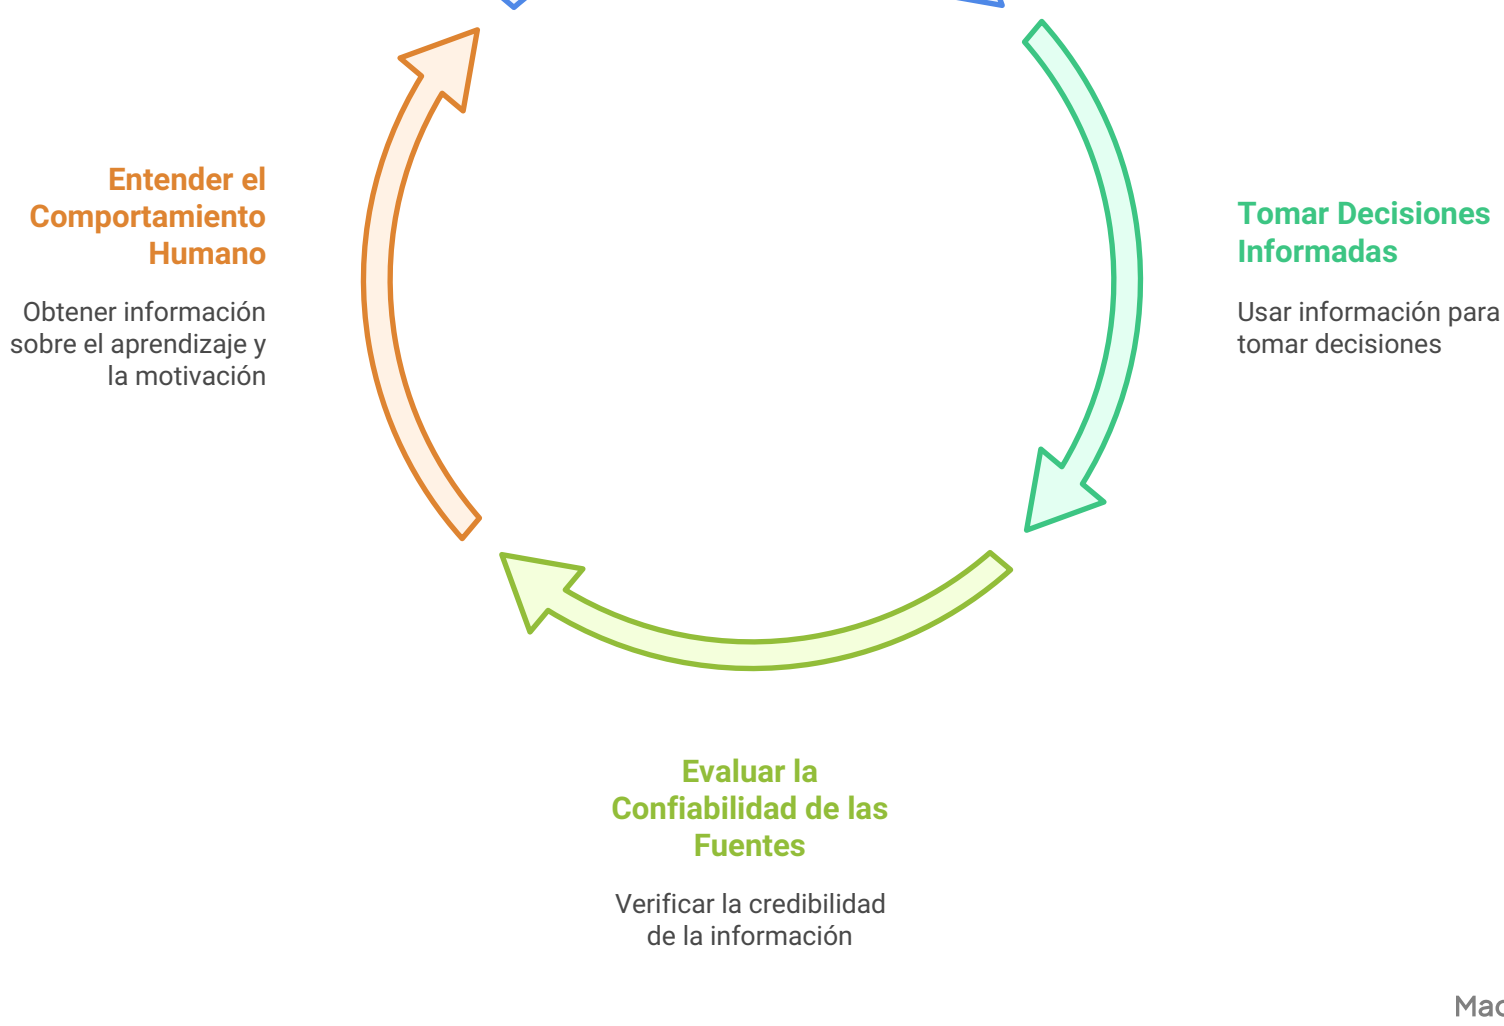 Entender el
Comportamiento
Humano
Obtener información
sobre el aprendizaje y
la motivación
Tomar Decisiones
Informadas
Usar información para
tomar decisiones
Evaluar la
Confiabilidad de las
Fuentes
Verificar la credibilidad
de la información